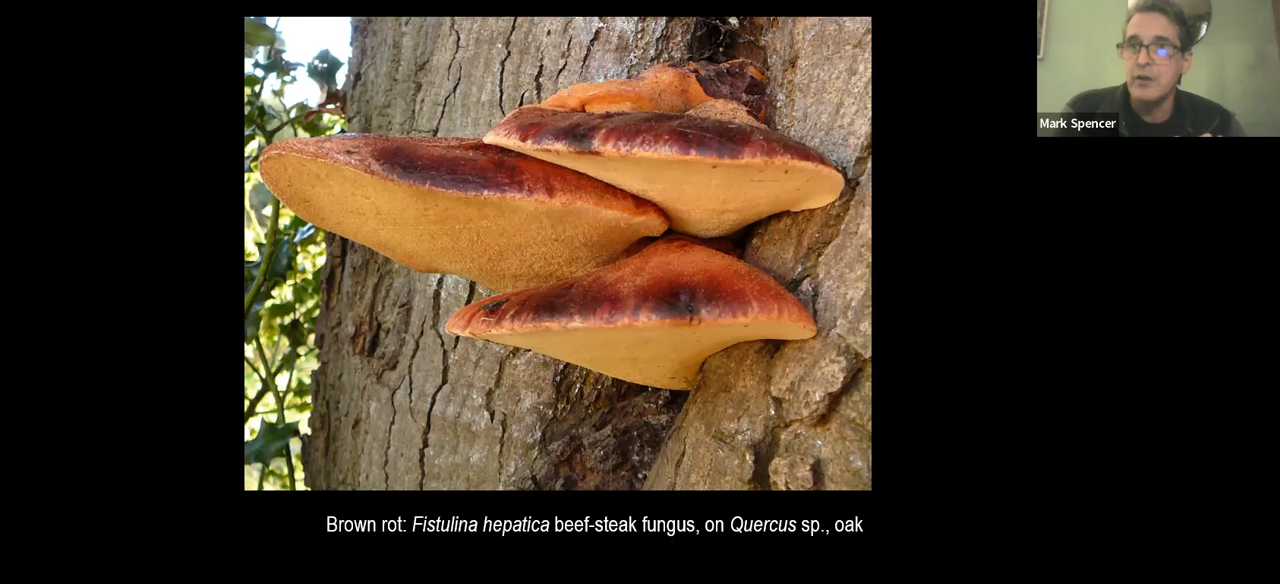 Mark Spencer
Brown rot: Fistulina hepatica beef-steak fungus, on Quercus sp., oak